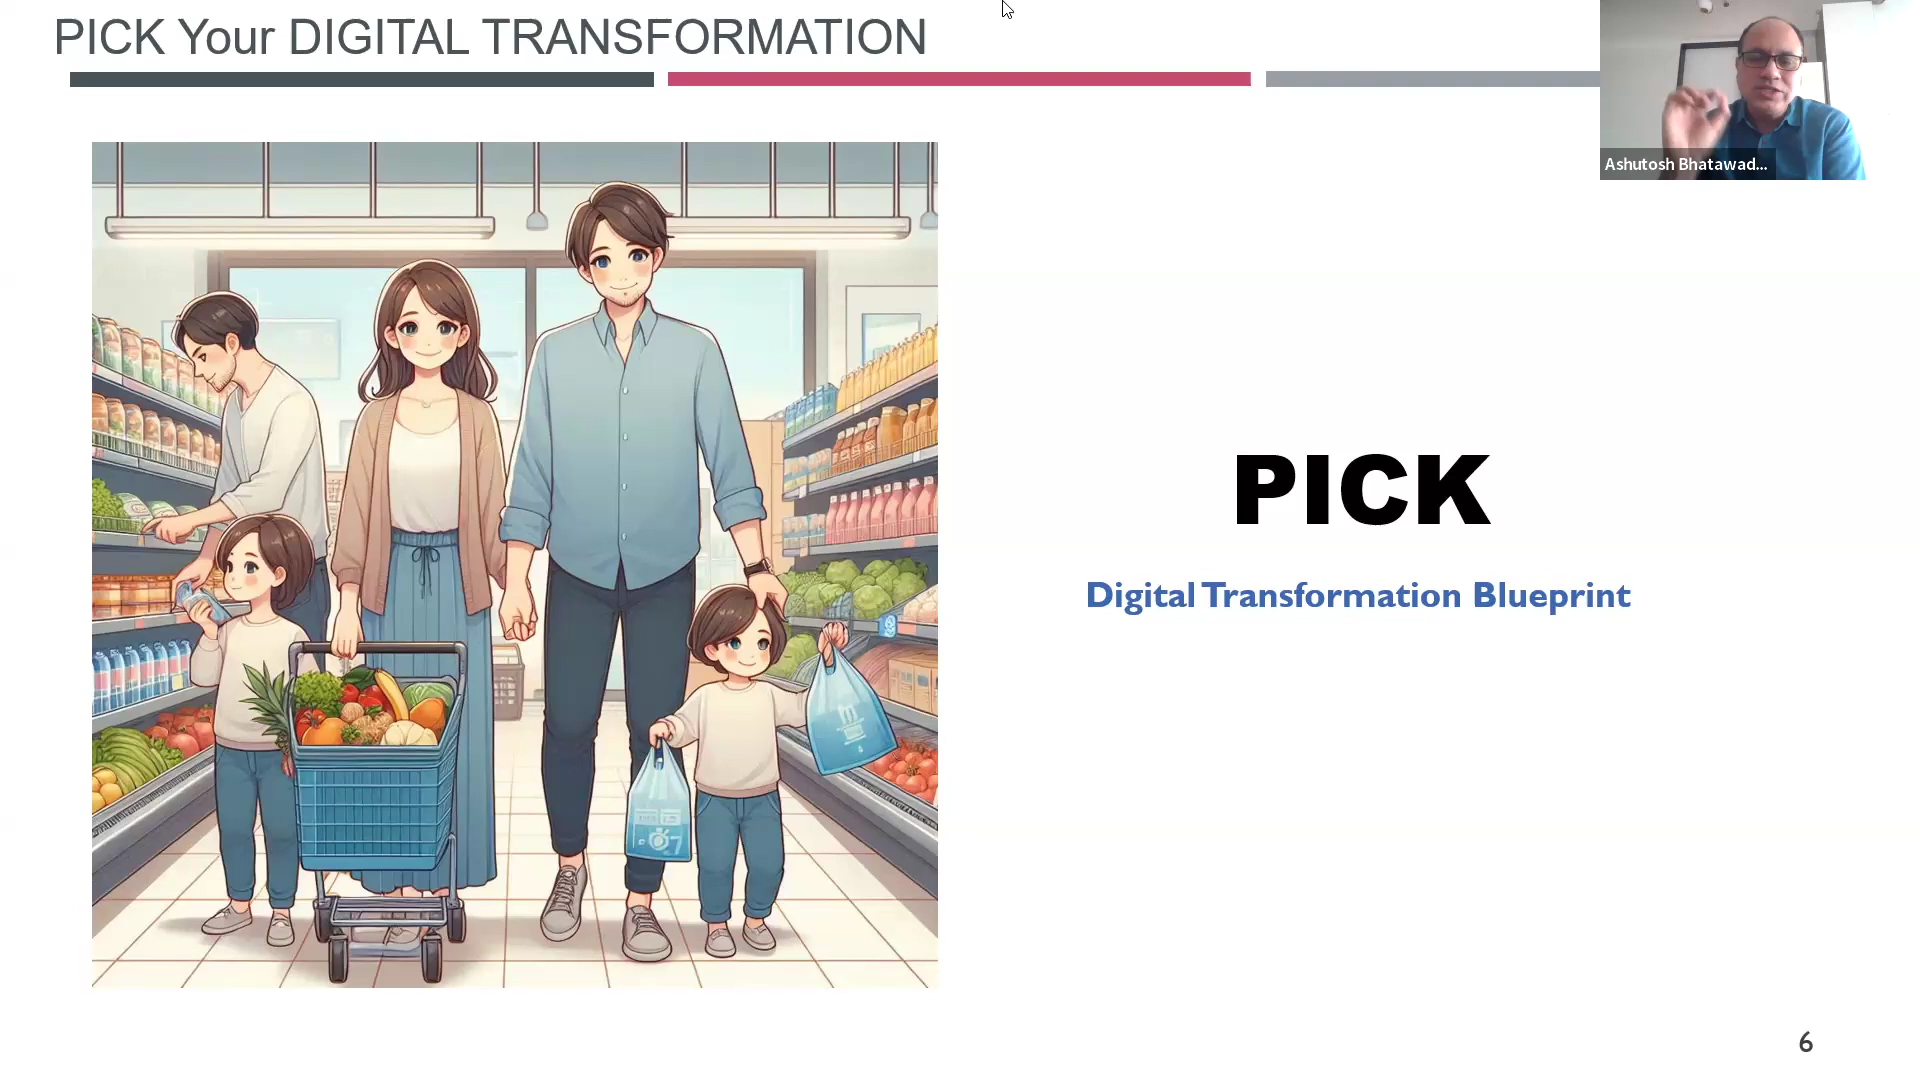 PICK Your DIGITAL TRANSFORMATION
Ashutosh Bhatawad...
PICK
Digital Transformation Blueprint
6